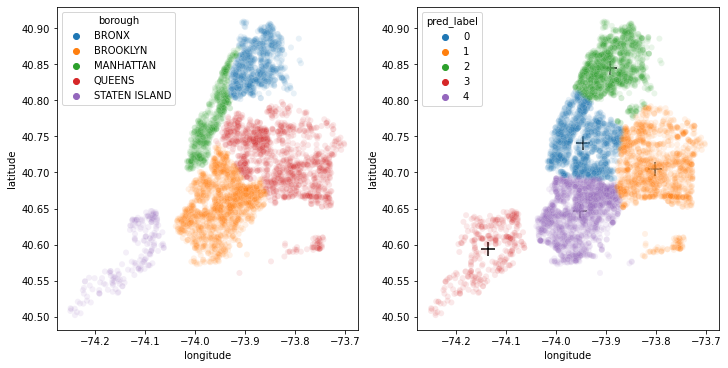 borough
BRONX
BROOKLYN
MANHATTAN
QUEENS
STATEN ISLAND
40.90
40.85
40.80
40.75
40.70
40.65
40.60
40.55
40.50
latitude
−74.2 −74.1 −74.0 −73.9 −73.8 −73.7
longitude
pred_label
0
1
2
3
4
40.90
40.85
40.80
40.75
40.70
40.65
40.60
40.55
40.50
latitude
−74.2 −74.1 −74.0 −73.9 −73.8 −73.7
longitude